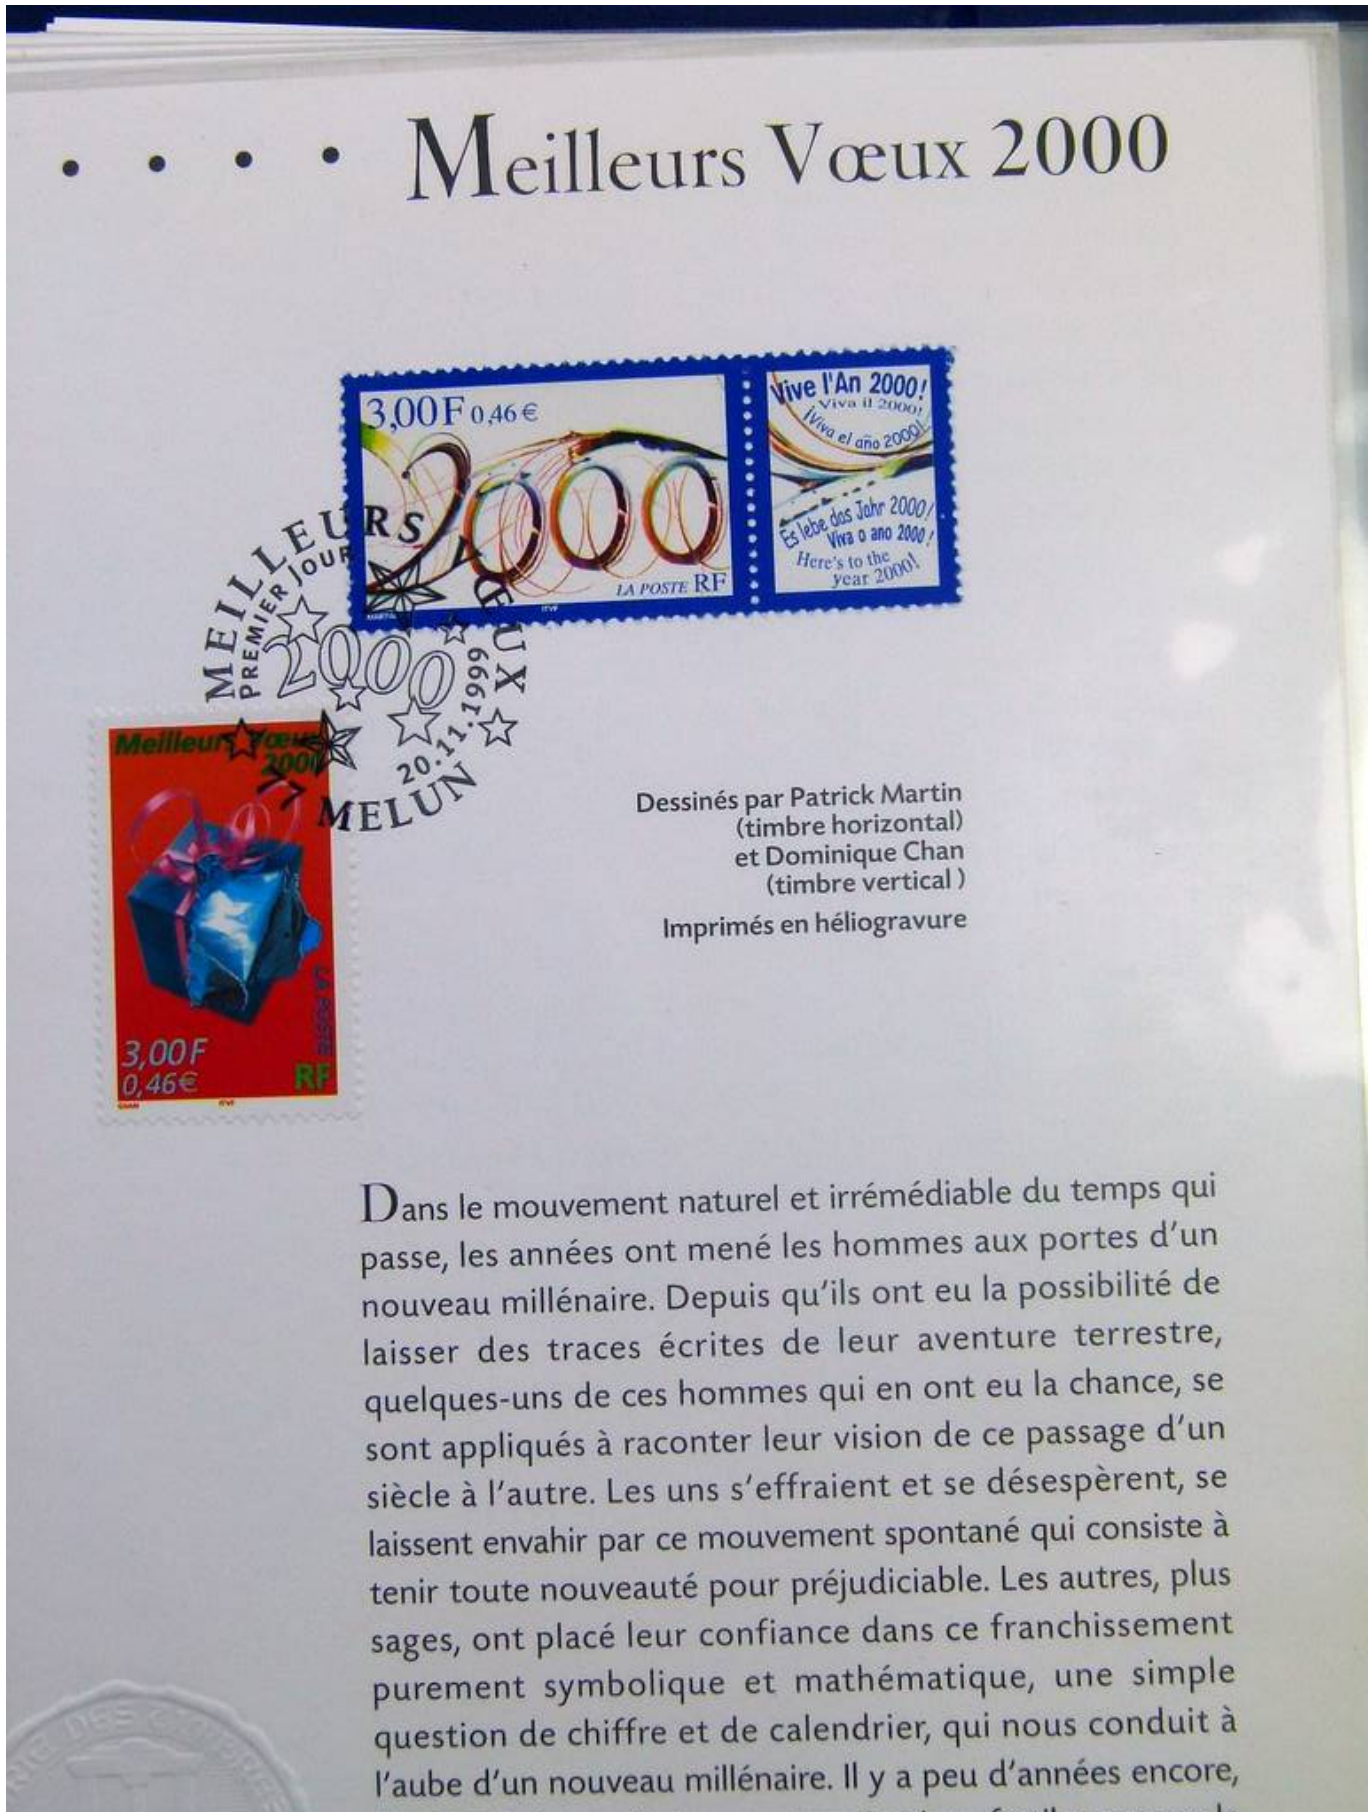 Meilleurs Vœux 2000
3,00F 0,46€
LA POSTE RF
ITVF
Vive l'An 2000!
Viva il 2000!
¡Viva el año 2000!
Es lebe das Jahr 2000!
Viva o ano 2000!
Here's to the
year 2000!
MEILLEURS VŒUX
PREMIER JOUR
2000
20.11.1999
MELUN
Meilleurs Vœux
2000
LA POSTE
3,00F
0,46€
RF
ITVF
Dessinés par Patrick Martin
(timbre horizontal)
et Dominique Chan
(timbre vertical )
Imprimés en héliogravure
Dans le mouvement naturel et irrémédiable du temps qui
passe, les années ont mené les hommes aux portes d'un
nouveau millénaire. Depuis qu'ils ont eu la possibilité de
laisser des traces écrites de leur aventure terrestre,
quelques-uns de ces hommes qui en ont eu la chance, se
sont appliqués à raconter leur vision de ce passage d'un
siècle à l'autre. Les uns s'effraient et se désespèrent, se
laissent envahir par ce mouvement spontané qui consiste à
tenir toute nouveauté pour préjudiciable. Les autres, plus
sages, ont placé leur confiance dans ce franchissement
purement symbolique et mathématique, une simple
question de chiffre et de calendrier, qui nous conduit à
l'aube d'un nouveau millénaire. Il y a peu d'années encore,